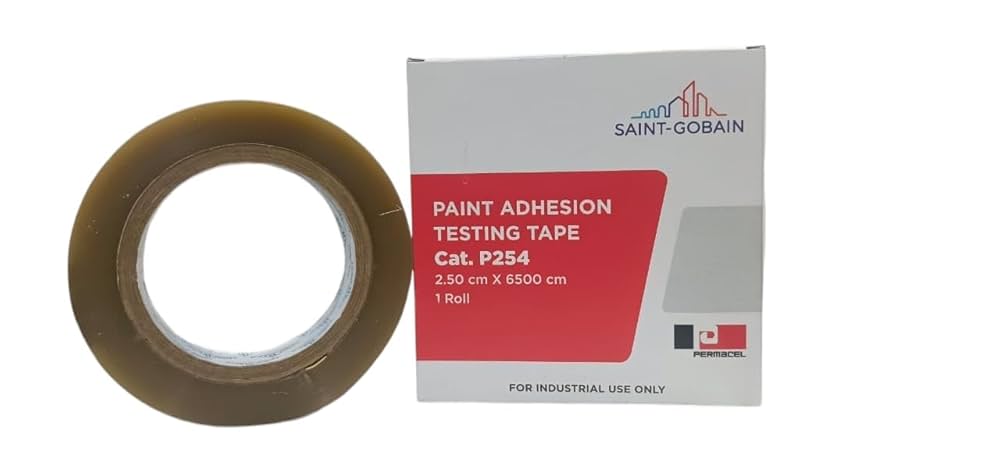 SAINT-GOBAIN
PAINT ADHESION
TESTING TAPE
Cat. P254
2.50 cm X 6500 cm
1 Roll
PERMACEL
FOR INDUSTRIAL USE ONLY